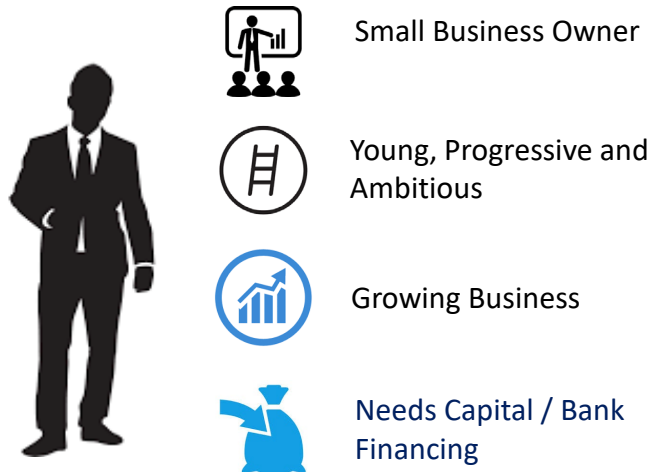 Small Business Owner
Young, Progressive and
Ambitious
Growing Business
Needs Capital / Bank
Financing